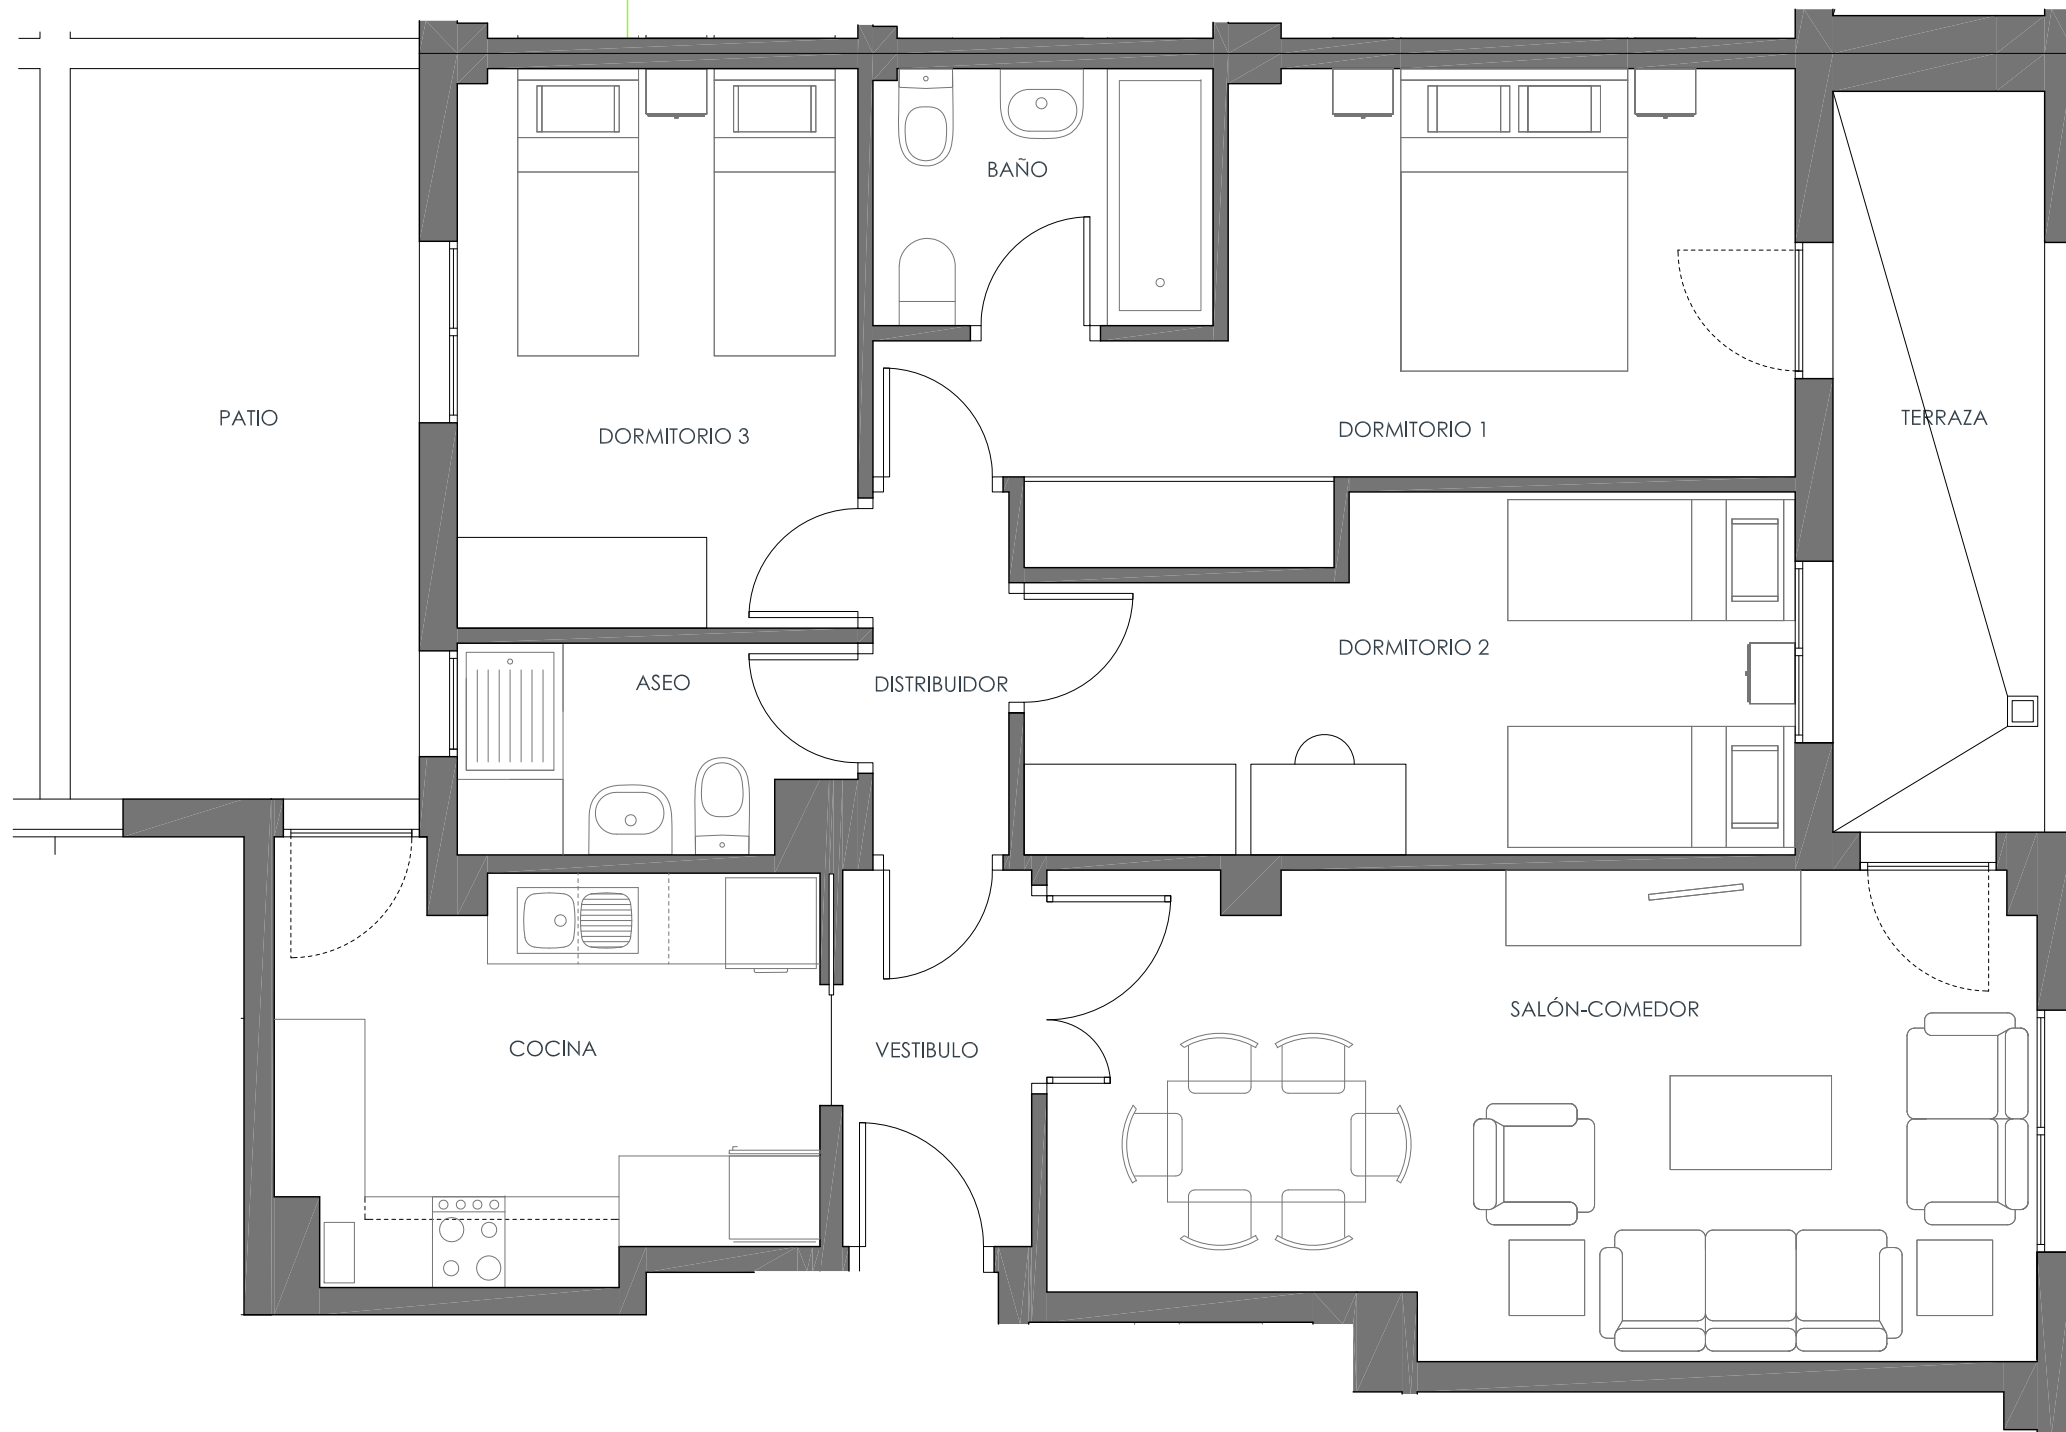 BAÑO
PATIO
DORMITORIO 3
DORMITORIO 1
TERRAZA
ASEO
DISTRIBUIDOR
DORMITORIO 2
COCINA
VESTIBULO
SALÓN-COMEDOR